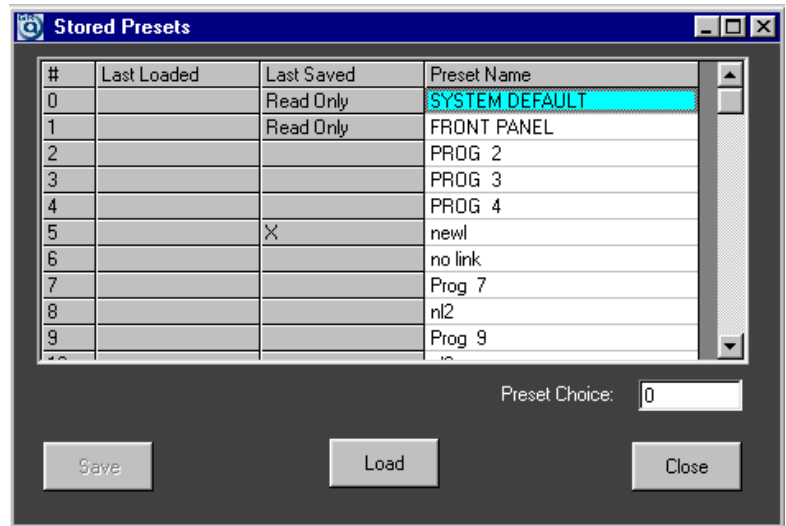 Stored Presets
# Last Loaded Last Saved Preset Name
0 Read Only SYSTEM DEFAULT
1 Read Only FRONT PANEL
2 PROG 2
3 PROG 3
4 PROG 4
5 X newl
6 no link
7 Prog 7
8 nl2
9 Prog 9
Preset Choice: 0
Save Load Close